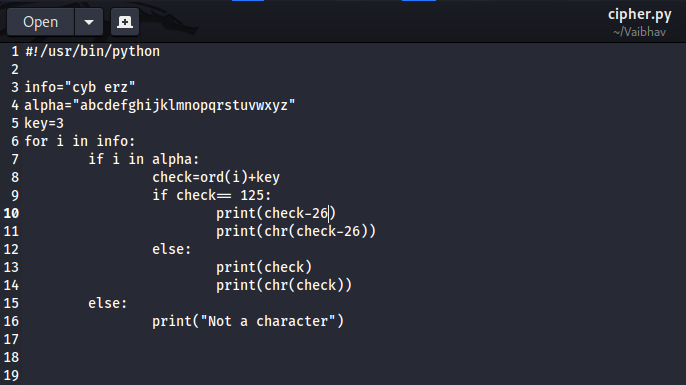 Open
cipher.py
~/Vaibhav
1 #!/usr/bin/python
2
3 info="cyb erz"
4 alpha="abcdefghijklmnopqrstuvwxyz"
5 key=3
6 for i in info:
7         if i in alpha:
8                 check=ord(i)+key
9                 if check== 125:
10                         print(check-26)
11                         print(chr(check-26))
12                 else:
13                         print(check)
14                         print(chr(check))
15         else:
16                 print("Not a character")
17
18
19